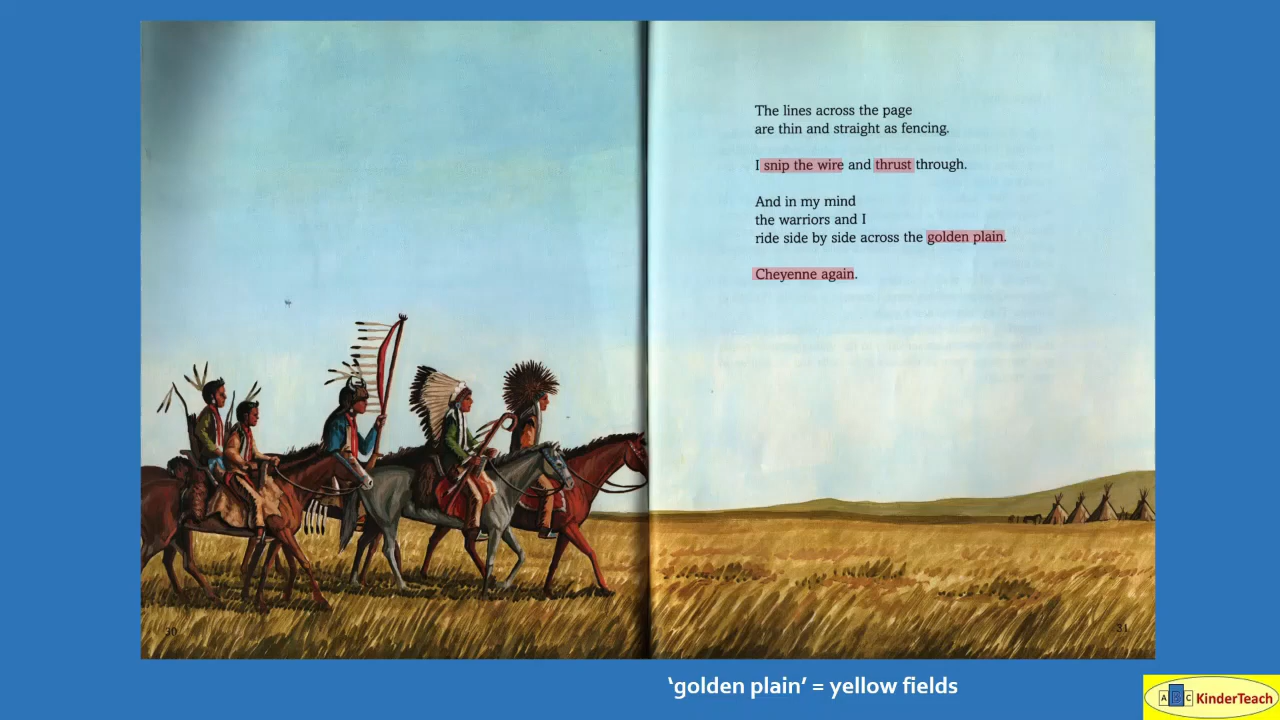 The lines across the page
are thin and straight as fencing.
I snip the wire and thrust through.
And in my mind
the warriors and I
ride side by side across the golden plain.
Cheyenne again.
30
31
‘golden plain’ = yellow fields
ABC KinderTeach